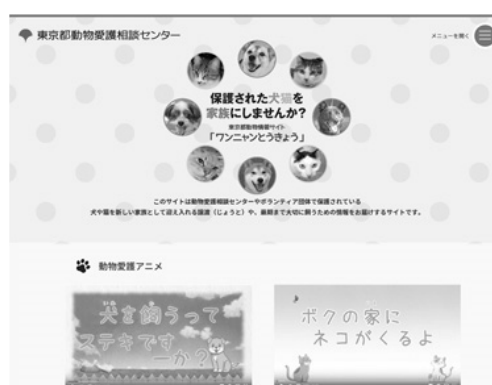 東京都動物愛護相談センター
メニューを開く
保護された犬猫を
家族にしませんか?
東京都動物情報サイト
「ワンニャンとうきょう」
このサイトは動物愛護相談センターやボランティア団体で保護されている
犬や猫を新しい家族として迎え入れる譲渡(じょうと)や、最期まで大切に飼うための情報をお届けするサイトです。
動物愛護アニメ
犬を飼うって
ステキです
ーか?
ボクの家に
ネコがくるよ